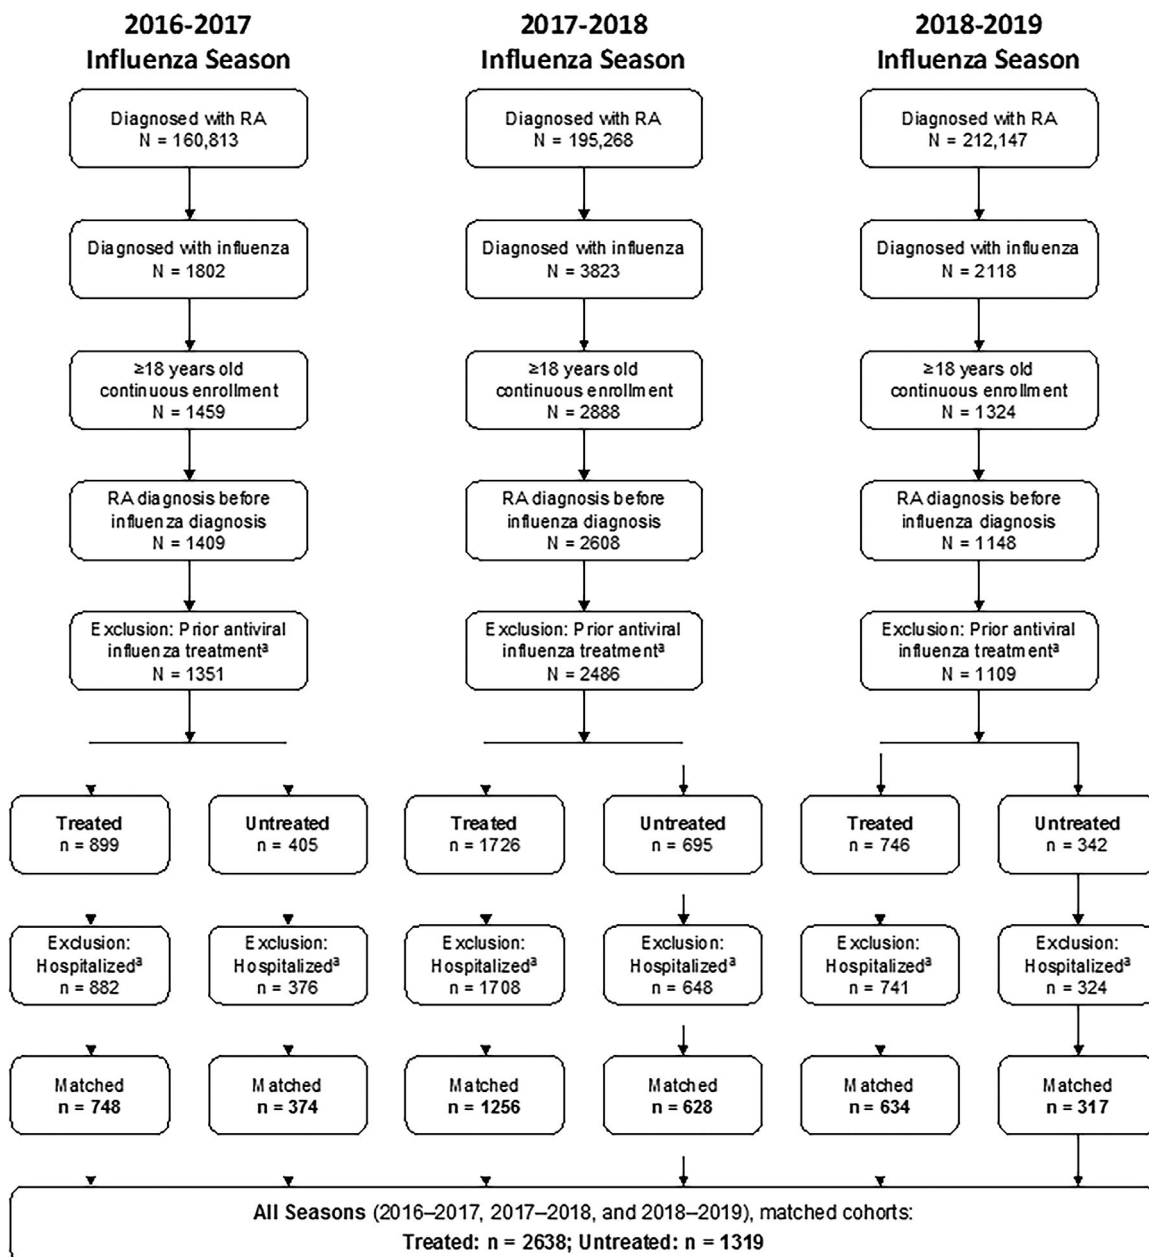 2016-2017
Influenza Season
Diagnosed with RA
N = 160,813
Diagnosed with influenza
N = 1802
≥18 years old
continuous enrollment
N = 1459
RA diagnosis before
influenza diagnosis
N = 1409
Exclusion: Prior antiviral
influenza treatmentª
N = 1351
Treated
n = 899
Untreated
n = 405
Exclusion:
Hospitalizedª
n = 882
Exclusion:
Hospitalizedª
n = 376
Matched
n = 748
Matched
n = 374
2017-2018
Influenza Season
Diagnosed with RA
N = 195,268
Diagnosed with influenza
N = 3823
≥18 years old
continuous enrollment
N = 2888
RA diagnosis before
influenza diagnosis
N = 2608
Exclusion: Prior antiviral
influenza treatmentª
N = 2486
Treated
n = 1726
Untreated
n = 695
Exclusion:
Hospitalizedª
n = 1708
Exclusion:
Hospitalizedª
n = 648
Matched
n = 1256
Matched
n = 628
2018-2019
Influenza Season
Diagnosed with RA
N = 212,147
Diagnosed with influenza
N = 2118
≥18 years old
continuous enrollment
N = 1324
RA diagnosis before
influenza diagnosis
N = 1148
Exclusion: Prior antiviral
influenza treatmentª
N = 1109
Treated
n = 746
Untreated
n = 342
Exclusion:
Hospitalizedª
n = 741
Exclusion:
Hospitalizedª
n = 324
Matched
n = 634
Matched
n = 317
All Seasons (2016–2017, 2017–2018, and 2018–2019), matched cohorts:
Treated: n = 2638; Untreated: n = 1319